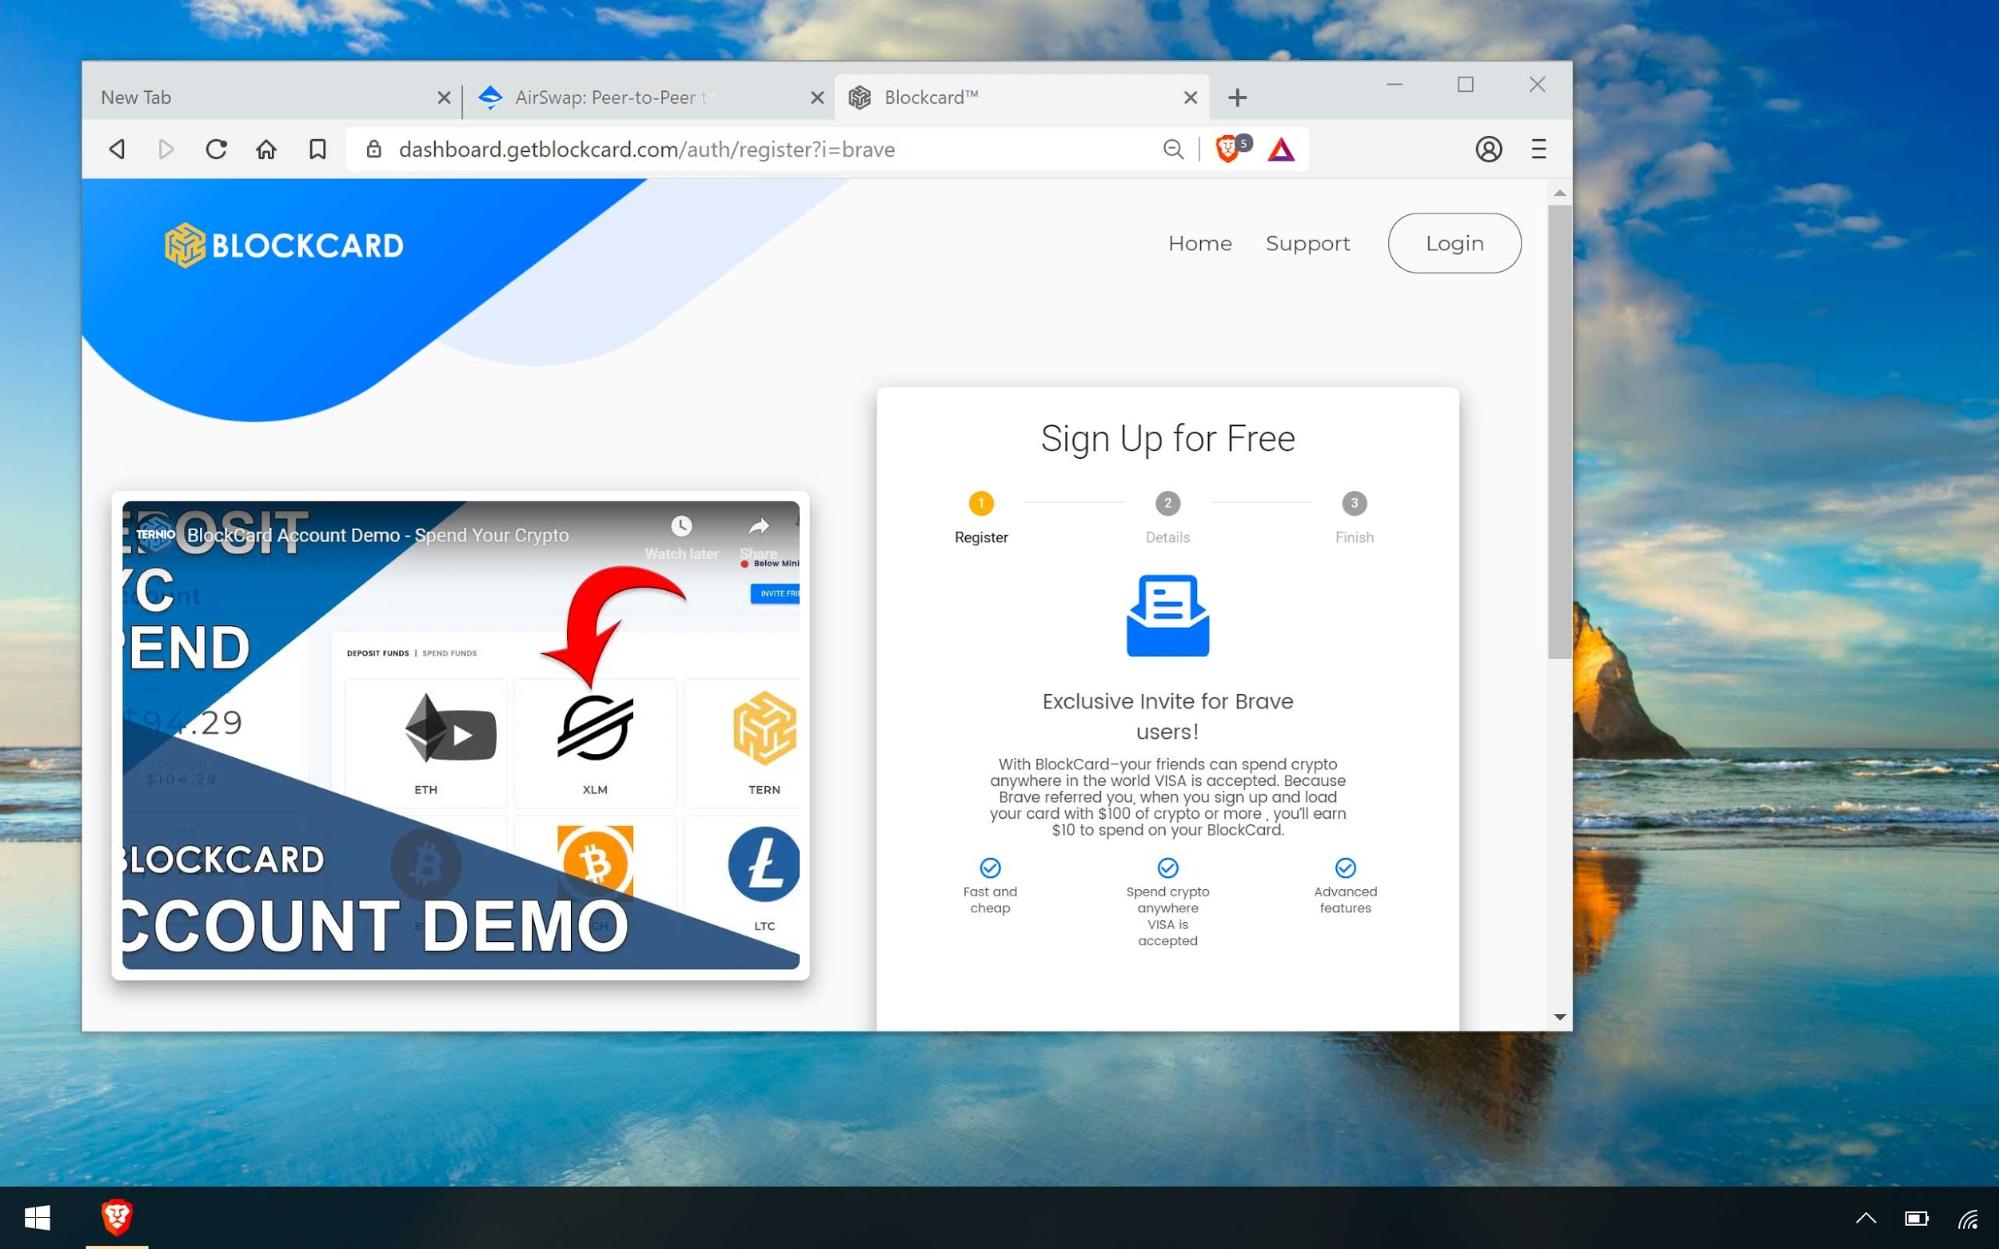 New Tab
AirSwap: Peer-to-Peer
Blockcard™
dashboard.getblockcard.com/auth/register?i=brave
5
BLOCKCARD
Home
Support
Login
TERNIO
BlockCard Account Demo - Spend Your Crypto
Watch later
Share
EPOSIT
YC
PEND
Below Mini
INVITE FRI
DEPOSIT FUNDS | SPEND FUNDS
$94.29
$104.29
ETH
XLM
TERN
LTC
BLOCKCARD
CCOUNT DEMO
Sign Up for Free
1
2
3
Register
Details
Finish
Exclusive Invite for Brave
users!
With BlockCard–your friends can spend crypto
anywhere in the world VISA is accepted. Because
Brave referred you, when you sign up and load
your card with $100 of crypto or more , you'll earn
$10 to spend on your BlockCard.
Fast and
cheap
Spend crypto
anywhere
VISA is
accepted
Advanced
features